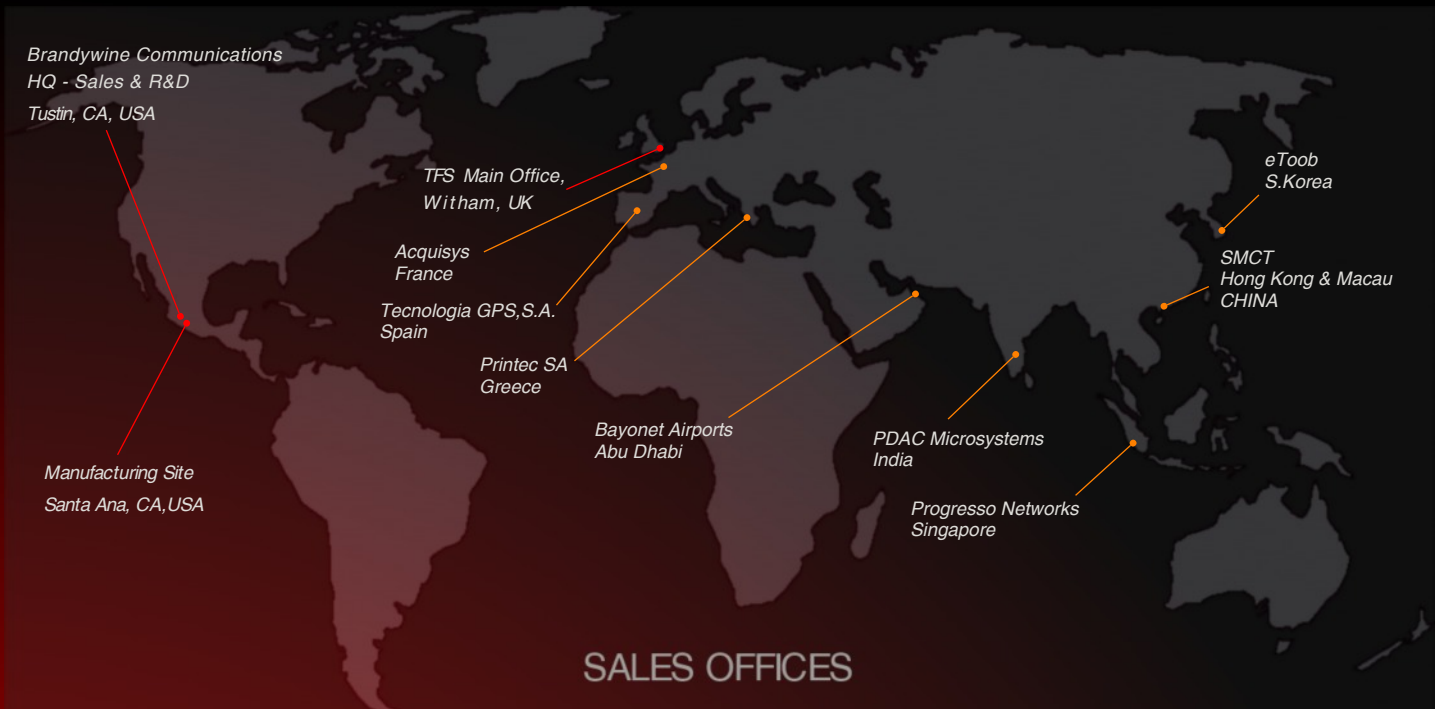 Brandywine Communications
HQ - Sales & R&D
Tustin, CA, USA
TFS Main Office,
Witham, UK
Acquisys
France
Tecnologia GPS,S.A.
Spain
Printec SA
Greece
Bayonet Airports
Abu Dhabi
PDAC Microsystems
India
Progresso Networks
Singapore
eToob
S.Korea
SMCT
Hong Kong & Macau
CHINA
Manufacturing Site
Santa Ana, CA,USA
SALES OFFICES